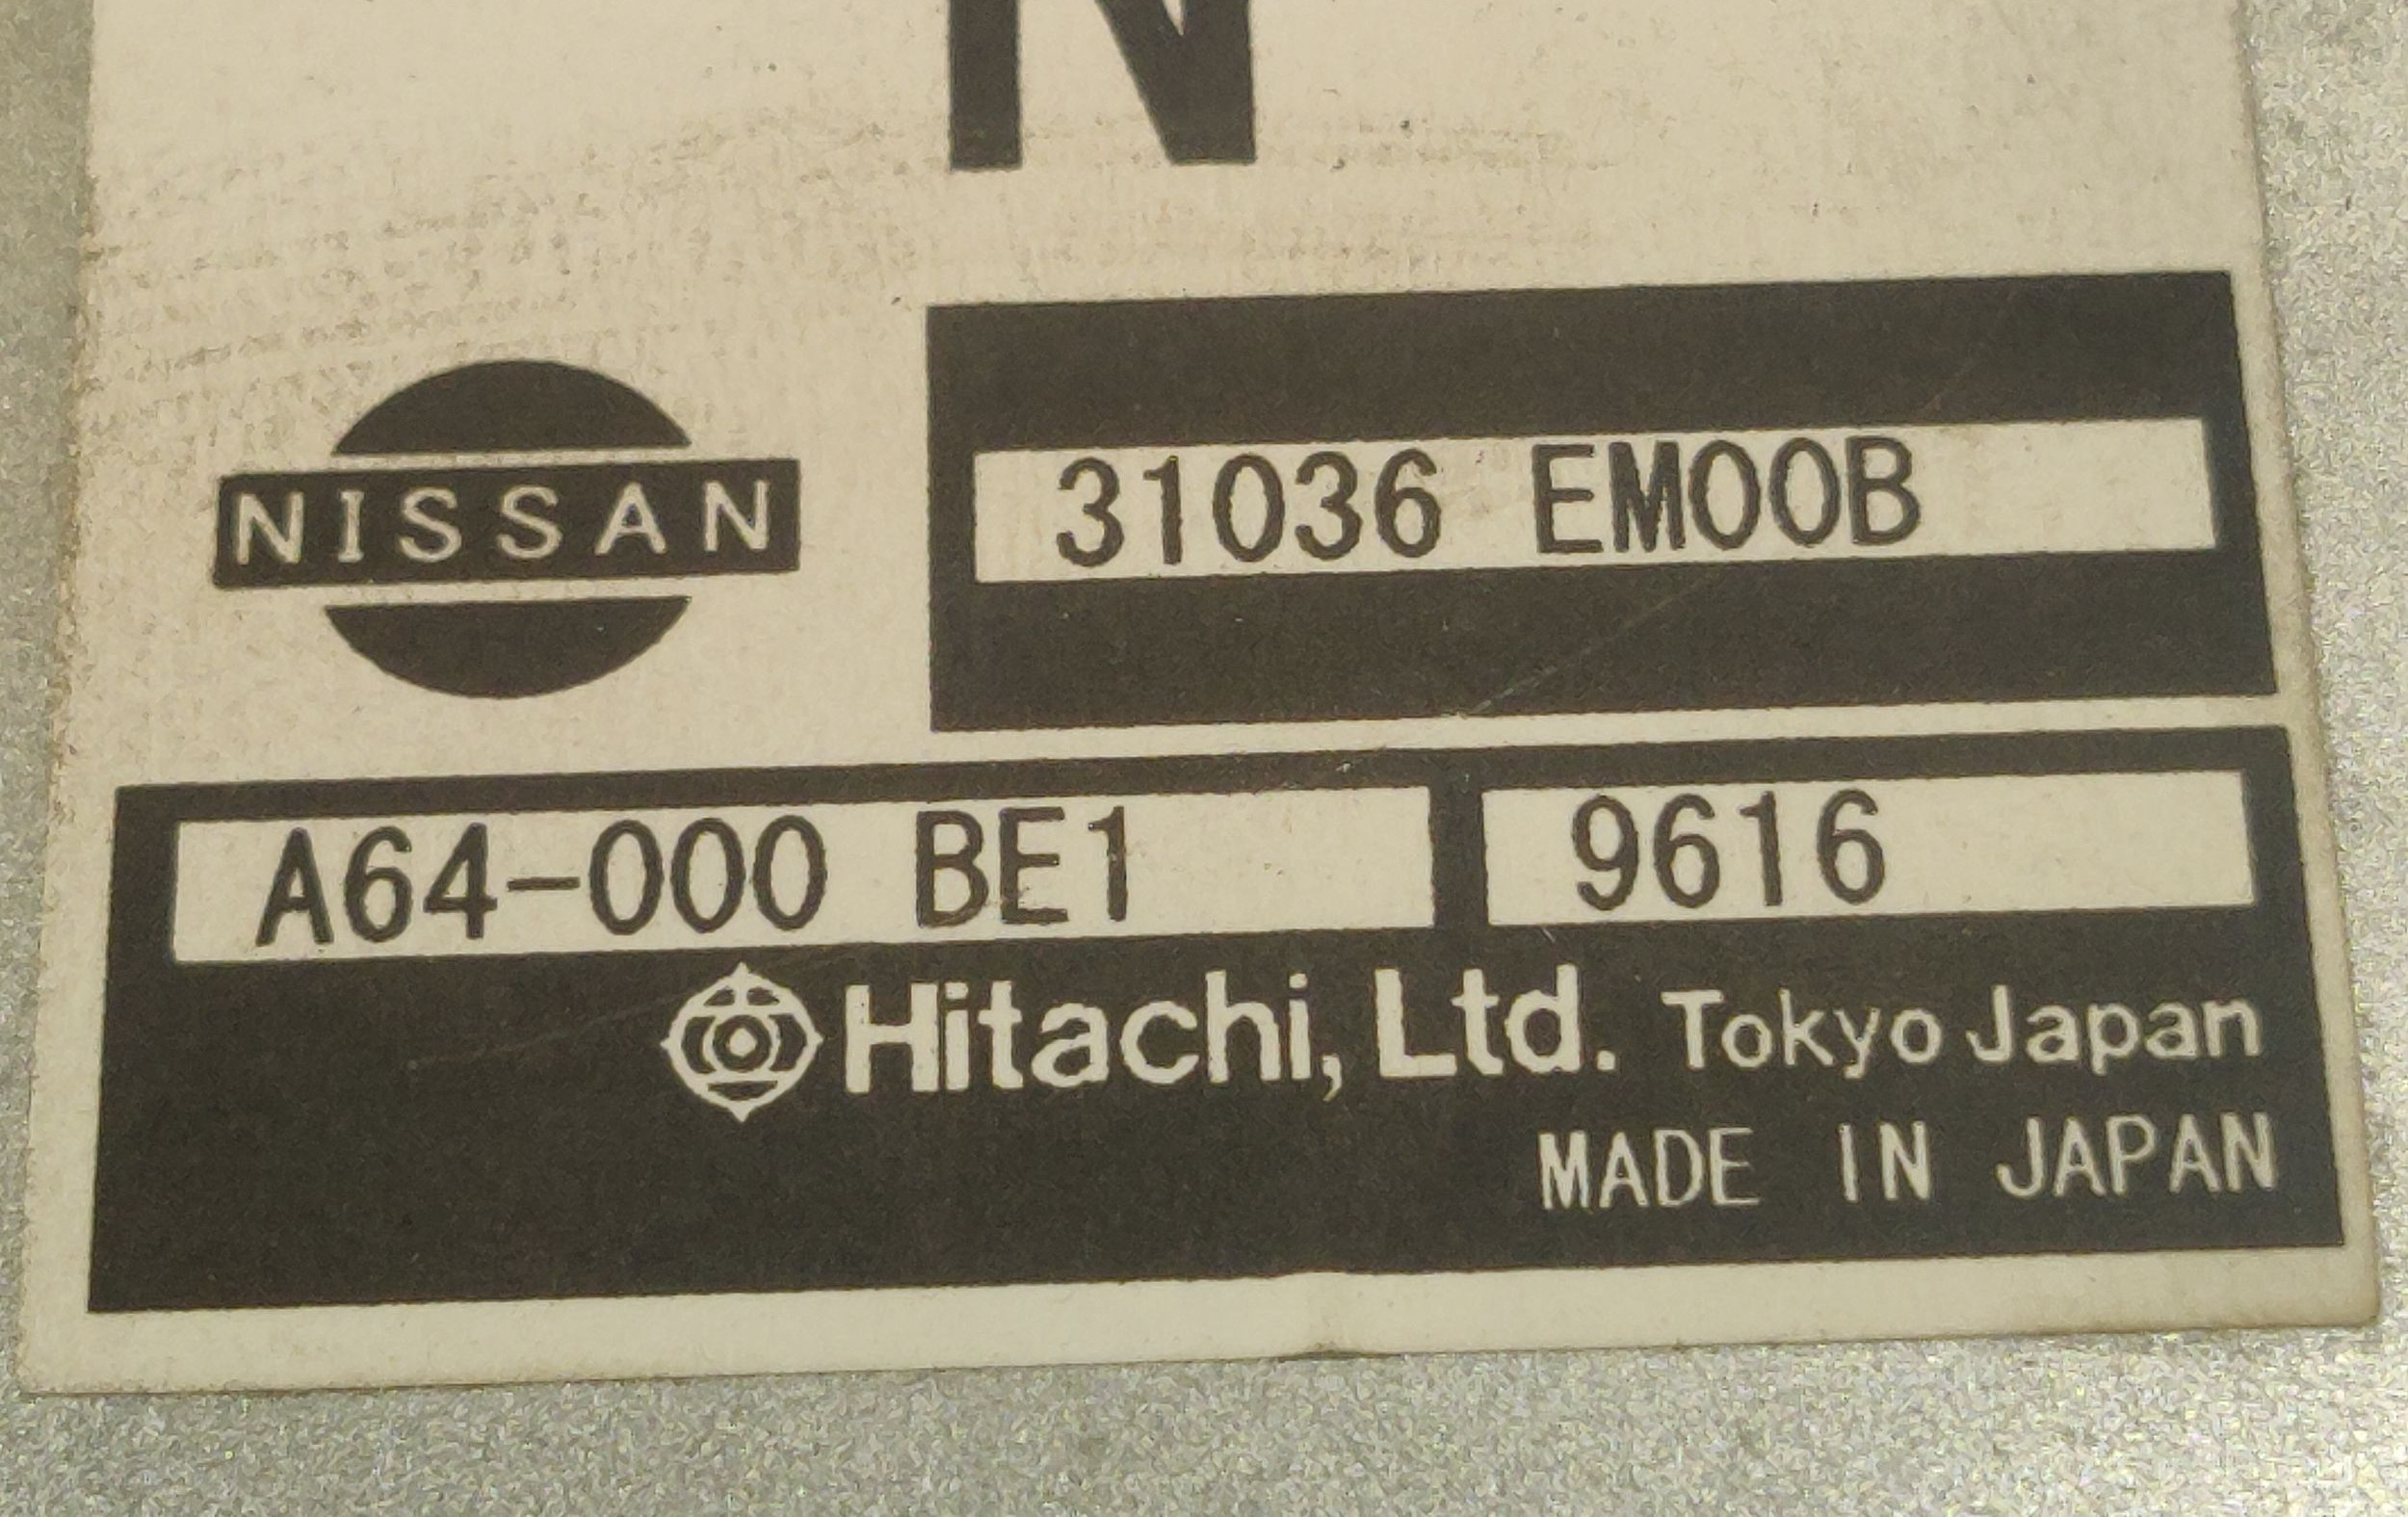 N
NISSAN
31036 EM00B
A64-000 BE1
9616
Hitachi, Ltd. Tokyo Japan
MADE IN JAPAN